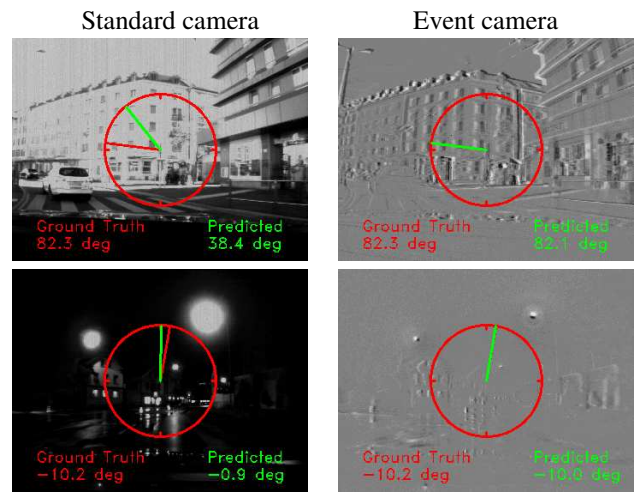 Standard camera
Event camera
Ground Truth
82.3 deg
Predicted
38.4 deg
Ground Truth
82.3 deg
Predicted
82.1 deg
Ground Truth
−10.2 deg
Predicted
−0.9 deg
Ground Truth
−10.2 deg
Predicted
−10.0 deg